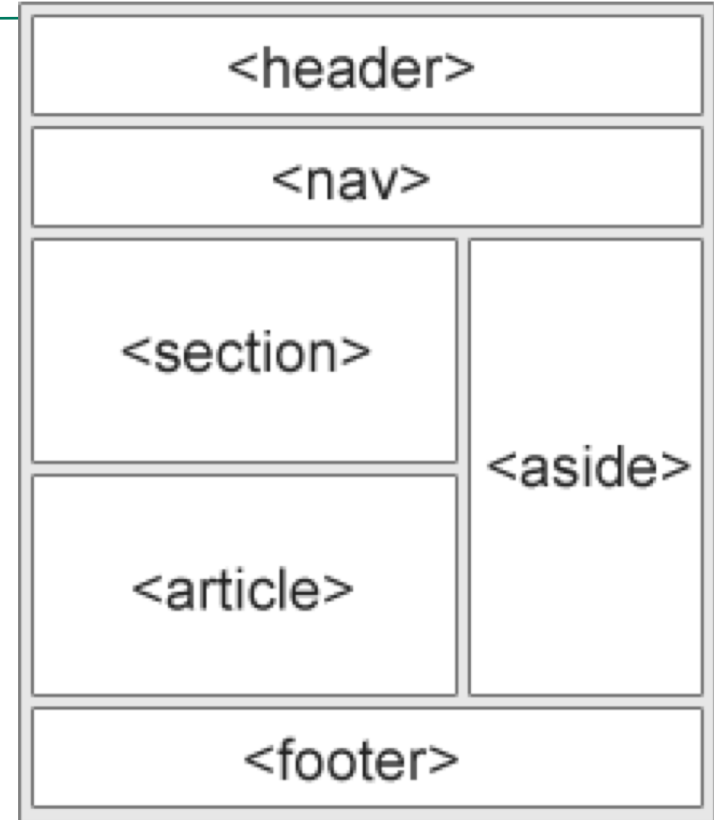 <header>
<nav>
<section>
<aside>
<article>
<footer>